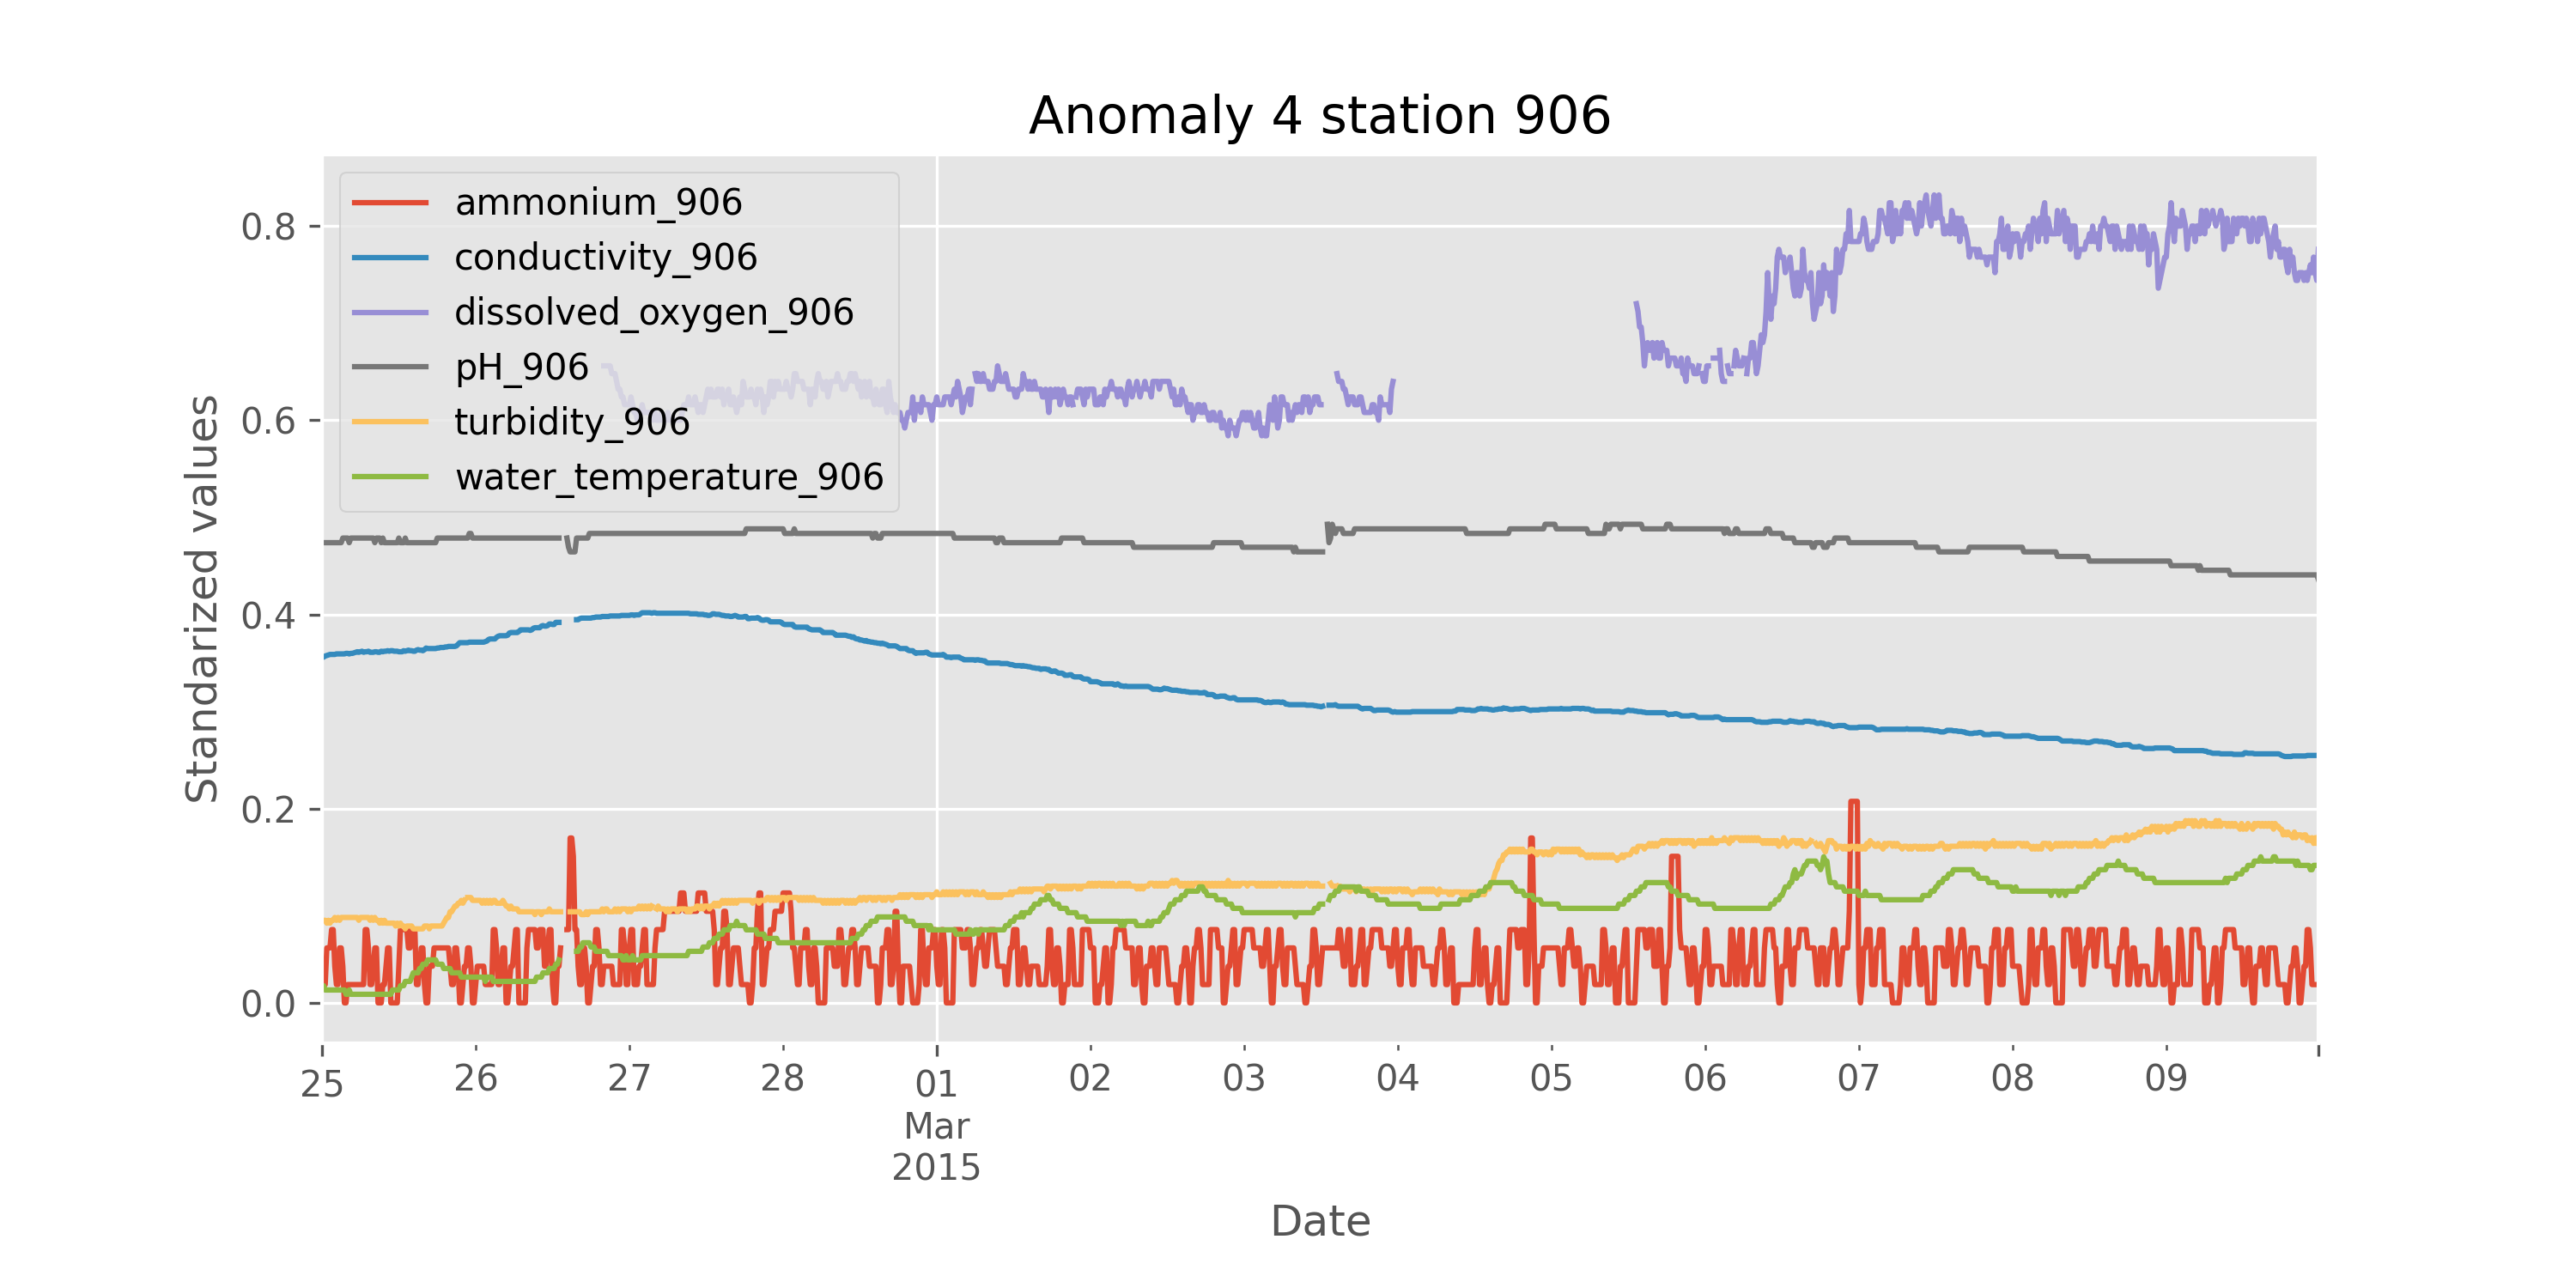 Anomaly 4 station 906
ammonium_906
conductivity_906
dissolved_oxygen_906
pH_906
turbidity_906
water_temperature_906
Standarized values
0.8
0.6
0.4
0.2
0.0
25 26 27 28 01 02 03 04 05 06 07 08 09
Mar
2015
Date